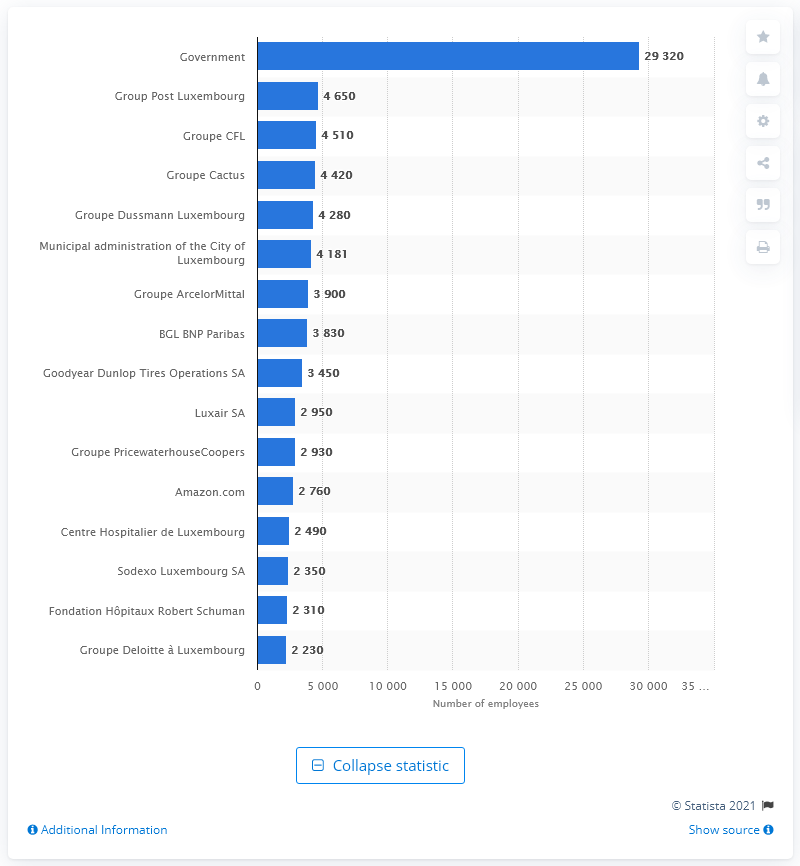 Government 29 320
Group Post Luxembourg 4 650
Groupe CFL 4 510
Groupe Cactus 4 420
Groupe Dussmann Luxembourg 4 280
Municipal administration of the City of
Luxembourg 4 181
Groupe ArcelorMittal 3 900
BGL BNP Paribas 3 830
Goodyear Dunlop Tires Operations SA 3 450
Luxair SA 2 950
Groupe PricewaterhouseCoopers 2 930
Amazon.com 2 760
Centre Hospitalier de Luxembourg 2 490
Sodexo Luxembourg SA 2 350
Fondation Hôpitaux Robert Schuman 2 310
Groupe Deloitte à Luxembourg 2 230
0 5 000 10 000 15 000 20 000 25 000 30 000 35 ...
Number of employees
Collapse statistic
© Statista 2021
Additional Information Show source